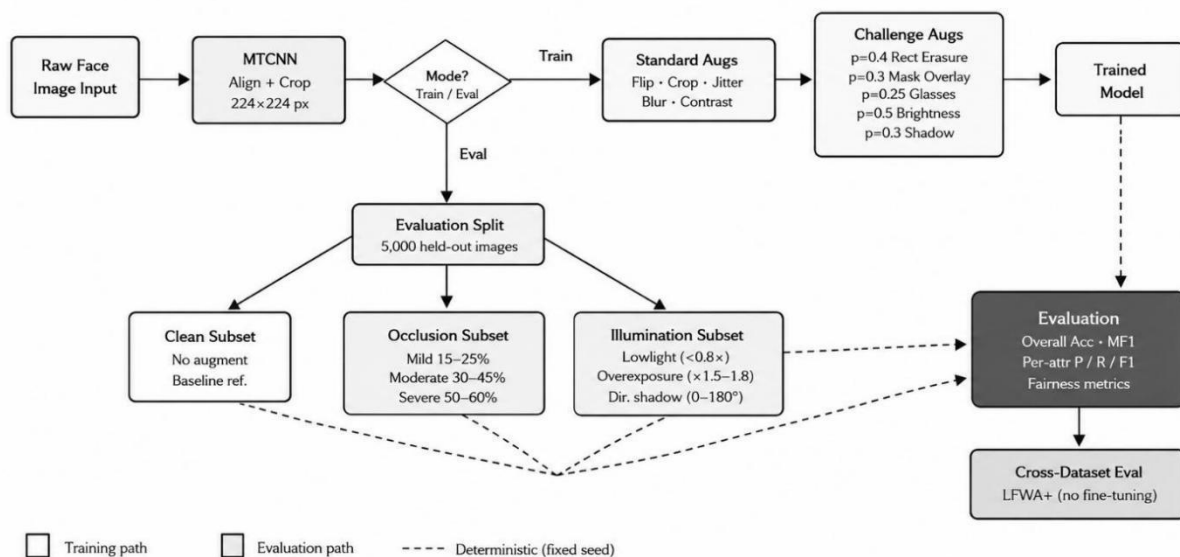 Raw Face
Image Input
MTCNN
Align + Crop
224×224 px
Mode?
Train / Eval
Train
Standard Augs
Flip · Crop · Jitter
Blur · Contrast
Challenge Augs
p=0.4 Rect Erasure
p=0.3 Mask Overlay
p=0.25 Glasses
p=0.5 Brightness
p=0.3 Shadow
Trained
Model
Eval
Evaluation Split
5,000 held-out images
Clean Subset
No augment
Baseline ref.
Occlusion Subset
Mild 15–25%
Moderate 30–45%
Severe 50–60%
Illumination Subset
Lowlight (<0.8×)
Overexposure (×1.5–1.8)
Dir. shadow (0–180°)
Evaluation
Overall Acc · MF1
Per-attr P / R / F1
Fairness metrics
Cross-Dataset Eval
LFWA+ (no fine-tuning)
Training path
Evaluation path
Deterministic (fixed seed)